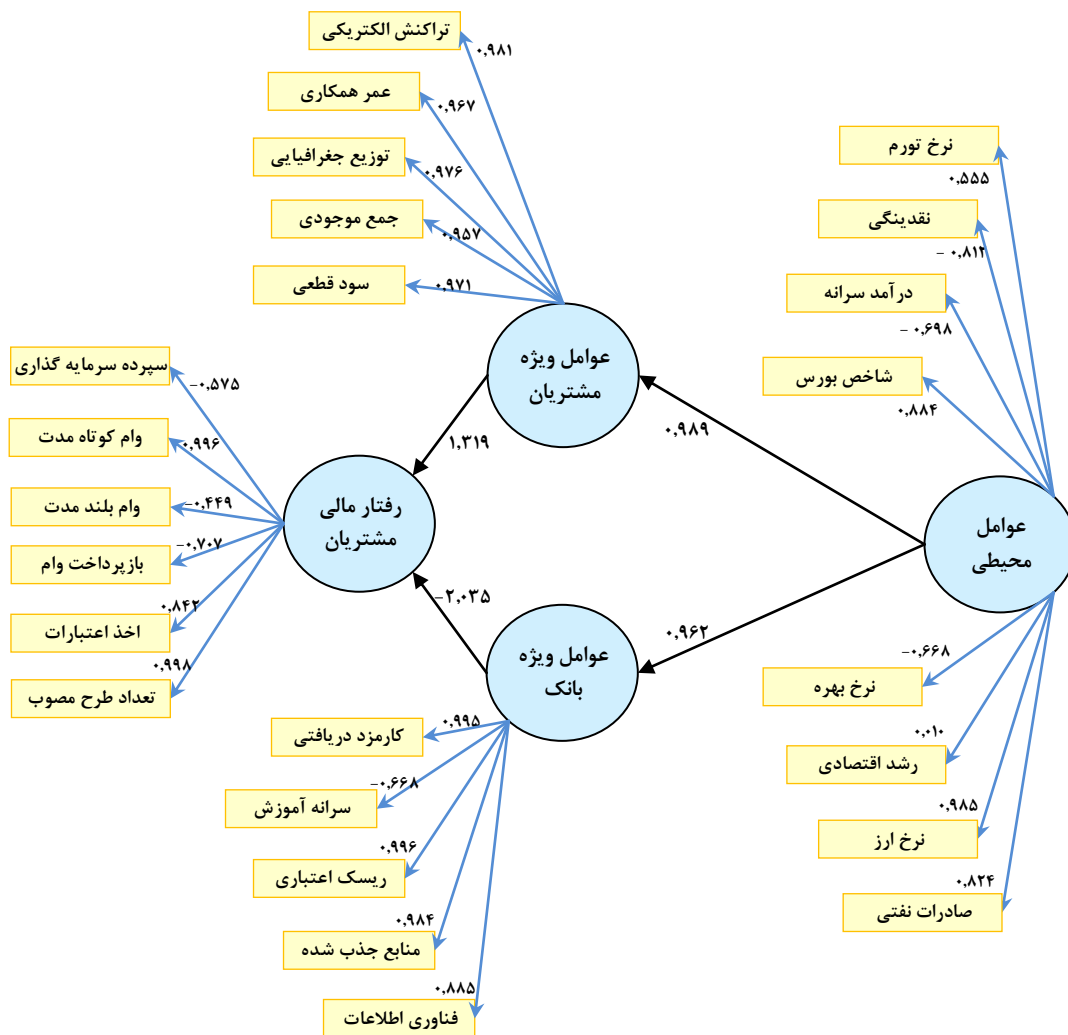 تراکنش الکتریکی
۰,۹۸۱
عمر همکاری
۰,۹۶۷
توزیع جغرافیایی
۰,۹۷۶
جمع موجودی
۰,۹۵۷
سود قطعی
۰,۹۷۱
نرخ تورم
۰,۵۵۵
نقدینگی
− ۰,۸۱۲
درآمد سرانه
− ۰,۶۹۸
شاخص بورس
۰,۸۸۴
عوامل ویژه
مشتریان
۰,۹۸۹
۱,۳۱۹
سپرده سرمایه گذاری
−۰,۵۷۵
وام کوتاه مدت
۰,۹۹۶
وام بلند مدت
−۰,۴۴۹
بازپرداخت وام
−۰,۷۰۷
اخذ اعتبارات
۰,۸۴۲
تعداد طرح مصوب
۰,۹۹۸
رفتار مالی
مشتریان
عوامل
محیطی
−۲,۰۳۵
۰,۹۶۲
عوامل ویژه
بانک
نرخ بهره
−۰,۶۶۸
رشد اقتصادی
۰,۰۱۰
نرخ ارز
۰,۹۸۵
صادرات نفتی
۰,۸۲۴
کارمزد دریافتی
۰,۹۹۵
سرانه آموزش
−۰,۶۶۸
ریسک اعتباری
۰,۹۹۶
منابع جذب شده
۰,۹۸۴
فناوری اطلاعات
۰,۸۸۵